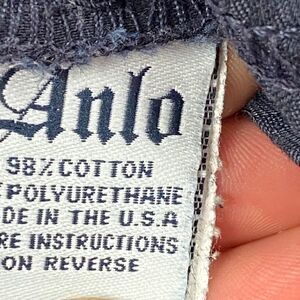 Anlo
98% COTTON
POLYURETHANE
DE IN THE U.S.A
RE INSTRUCTIONS
ON REVERSE